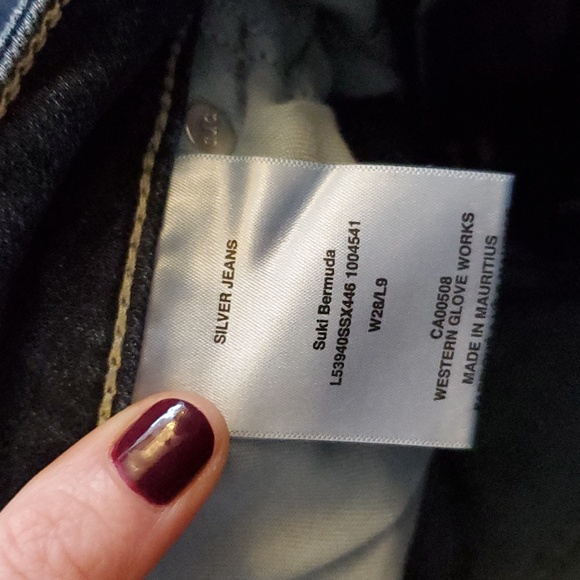 SILVER JEANS
Suki Bermuda
L53940SSX446 1004541
W28/L9
CA00508
WESTERN GLOVE WORKS
MADE IN MAURITIUS